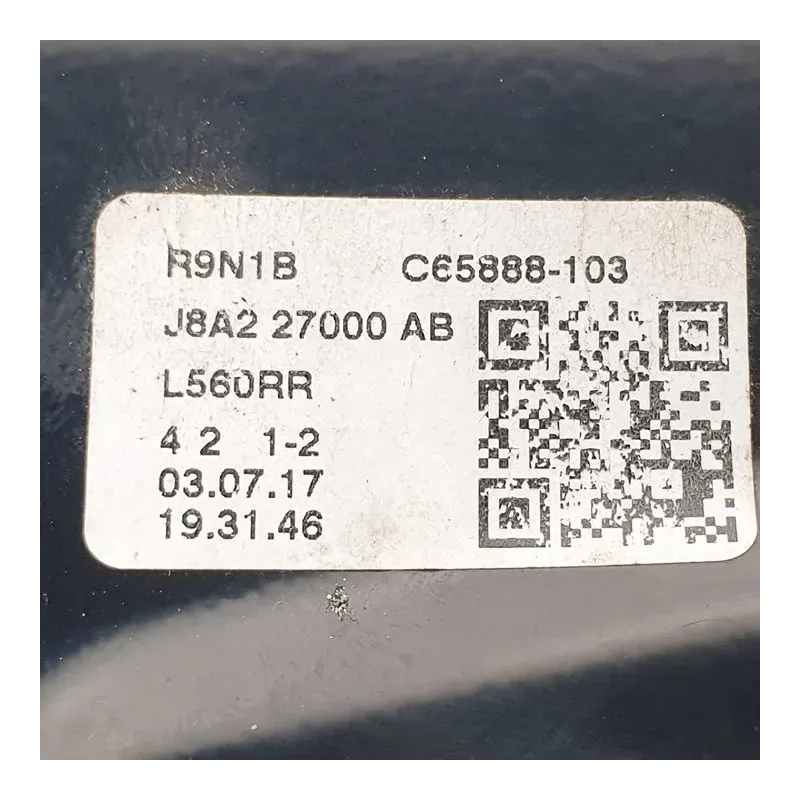 R9N1B C65888-103
J8A2 27000 AB
L560RR
4 2 1-2
03.07.17
19.31.46